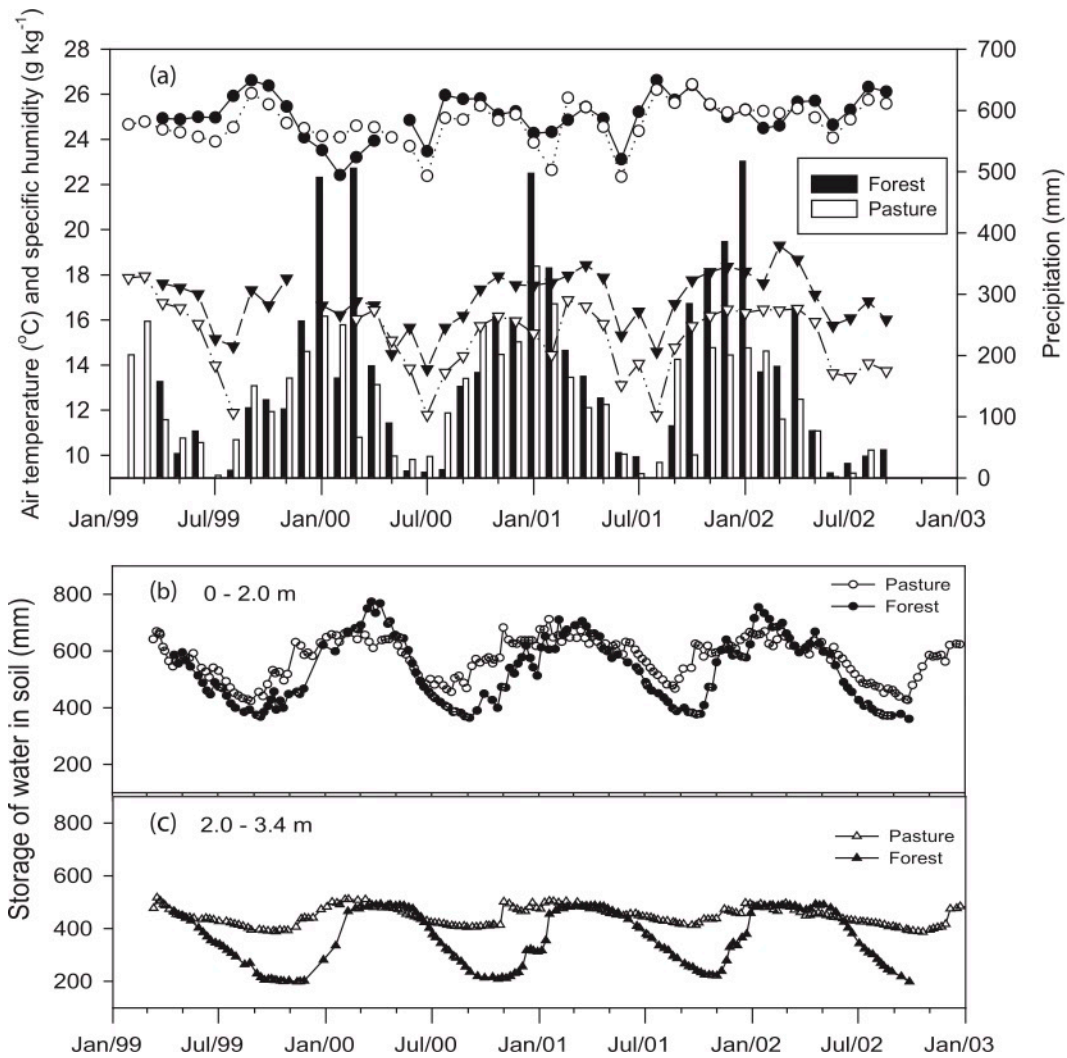 (a)
Air temperature (°C) and specific humidity (g kg-1)
28
26
24
22
20
18
16
14
12
10
Precipitation (mm)
700
600
500
400
300
200
100
0
Forest
Pasture
Jan/99 Jul/99 Jan/00 Jul/00 Jan/01 Jul/01 Jan/02 Jul/02 Jan/03
Storage of water in soil (mm)
(b) 0 - 2.0 m
Pasture
Forest
800
600
400
200
(c) 2.0 - 3.4 m
Pasture
Forest
800
600
400
200
Jan/99 Jul/99 Jan/00 Jul/00 Jan/01 Jul/01 Jan/02 Jul/02 Jan/03